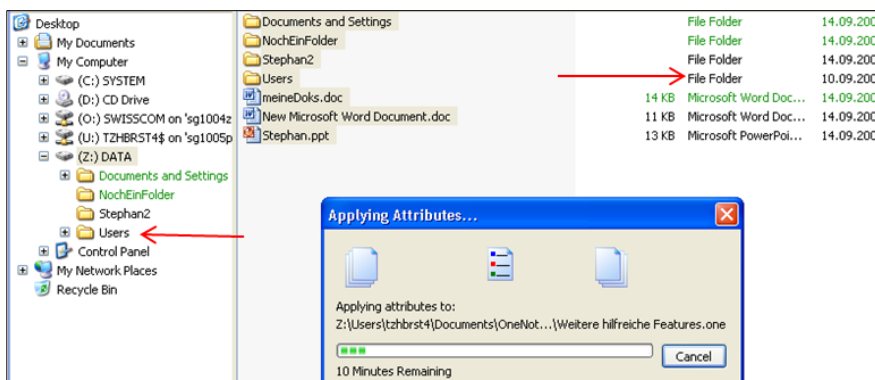 Desktop
My Documents
My Computer
(C:) SYSTEM
(D:) CD Drive
(O:) SWISSCOM on 'sg1004z
(U:) TZHBRST4$ on 'sg1005p
(Z:) DATA
Documents and Settings
NochEinFolder
Stephan2
Users
Control Panel
My Network Places
Recycle Bin
Documents and Settings File Folder 14.09.200
NochEinFolder File Folder 14.09.200
Stephan2 File Folder 14.09.200
Users File Folder 10.09.200
meineDoks.doc 14 KB Microsoft Word Doc... 14.09.200
New Microsoft Word Document.doc 11 KB Microsoft Word Doc... 14.09.200
Stephan.ppt 13 KB Microsoft PowerPoi... 14.09.200
Applying Attributes...
Applying attributes to:
Z:\Users\tzhbrst4\Documents\OneNot...\Weitere hilfreiche Features.one
Cancel
10 Minutes Remaining